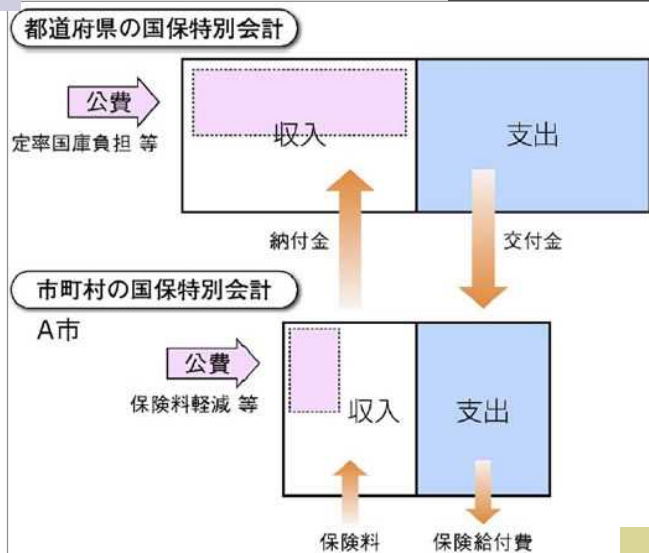 都道府県の国保特別会計
公費
定率国庫負担 等
収入
支出
納付金
交付金
市町村の国保特別会計
A市
公費
保険料軽減 等
収入
支出
保険料
保険給付費